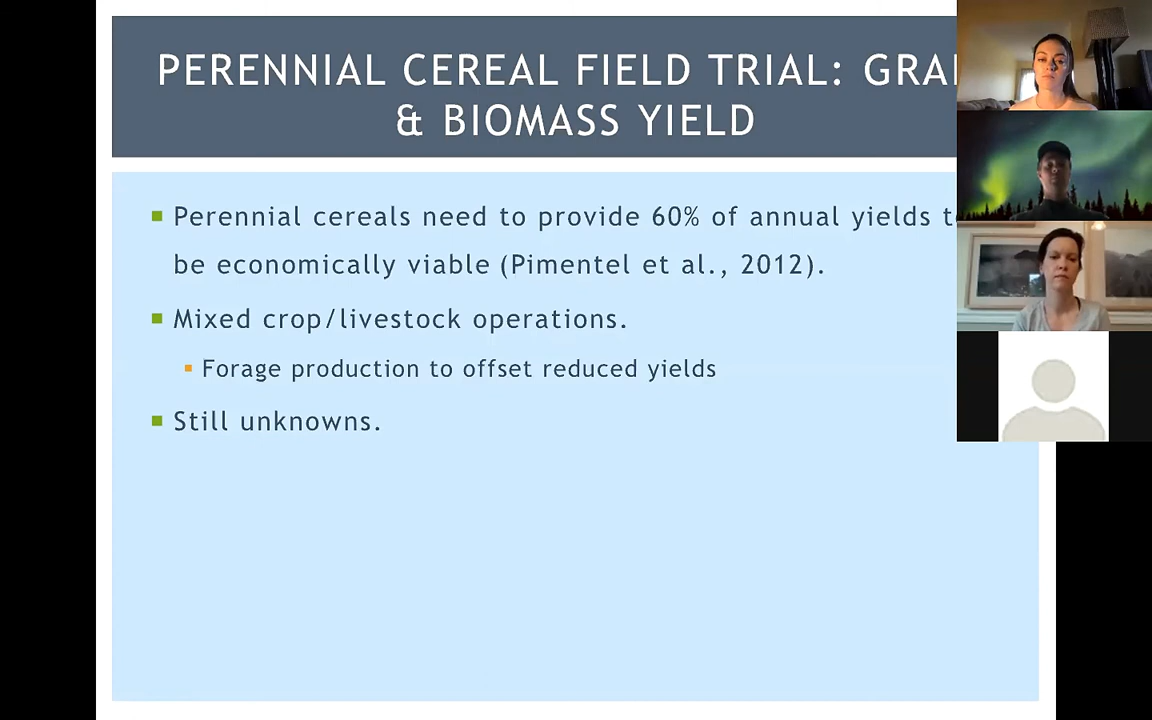 PERENNIAL CEREAL FIELD TRIAL:
& BIOMASS YIELD
Perennial cereals need to provide 60% of annual yields
be economically viable (Pimentel et al., 2012).
Mixed crop/livestock operations.
Forage production to offset reduced yields
Still unknowns.